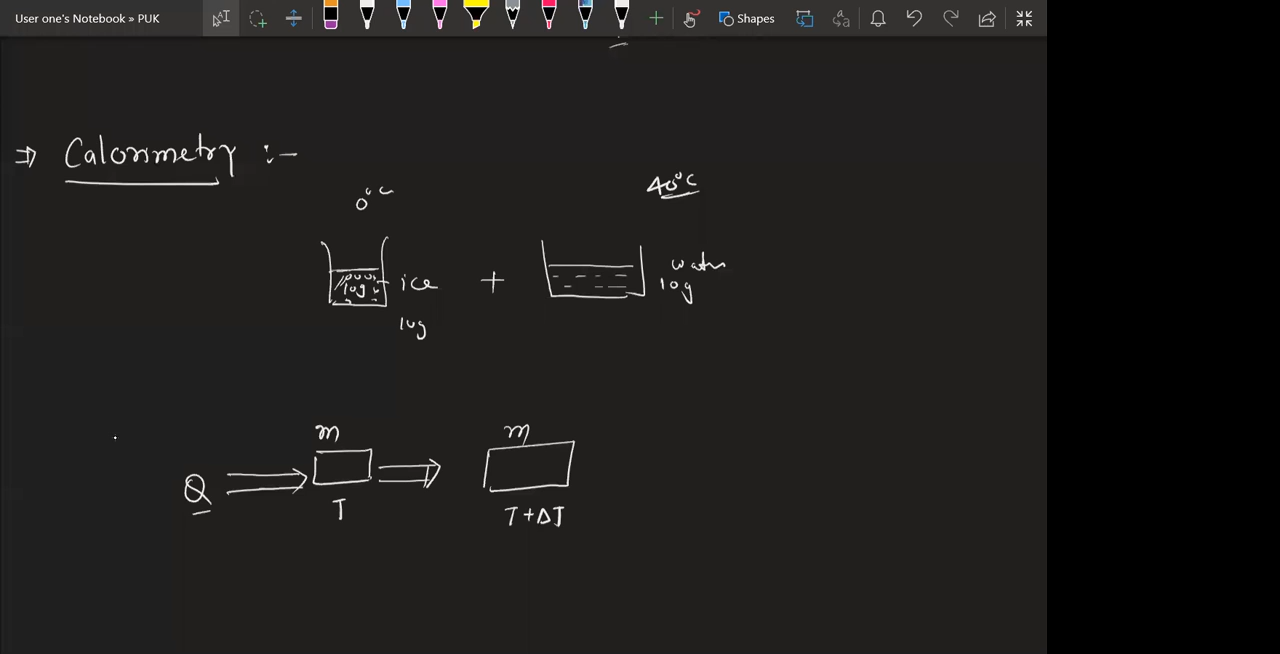 User one's Notebook » PUK
Shapes
⇒ Calorimetry :-
0°C
40°C
10g
ice
+
water
10g
10g
m
m
Q
T
T+ΔT